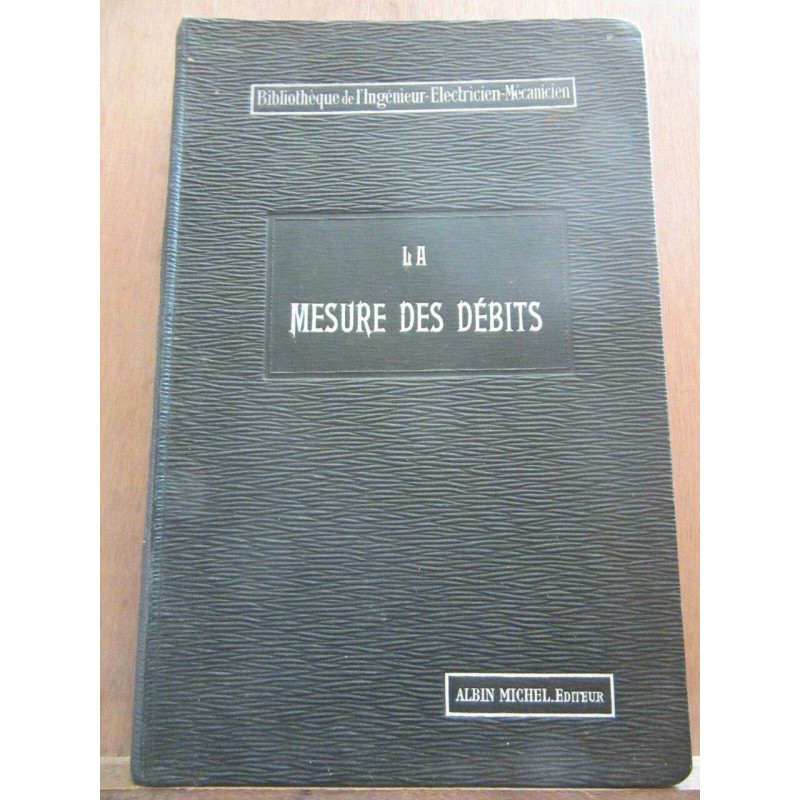 Bibliothèque de l'Ingénieur-Electricien-Mécanicien
LA
MESURE DES DÉBITS
ALBIN MICHEL.EDITEUR